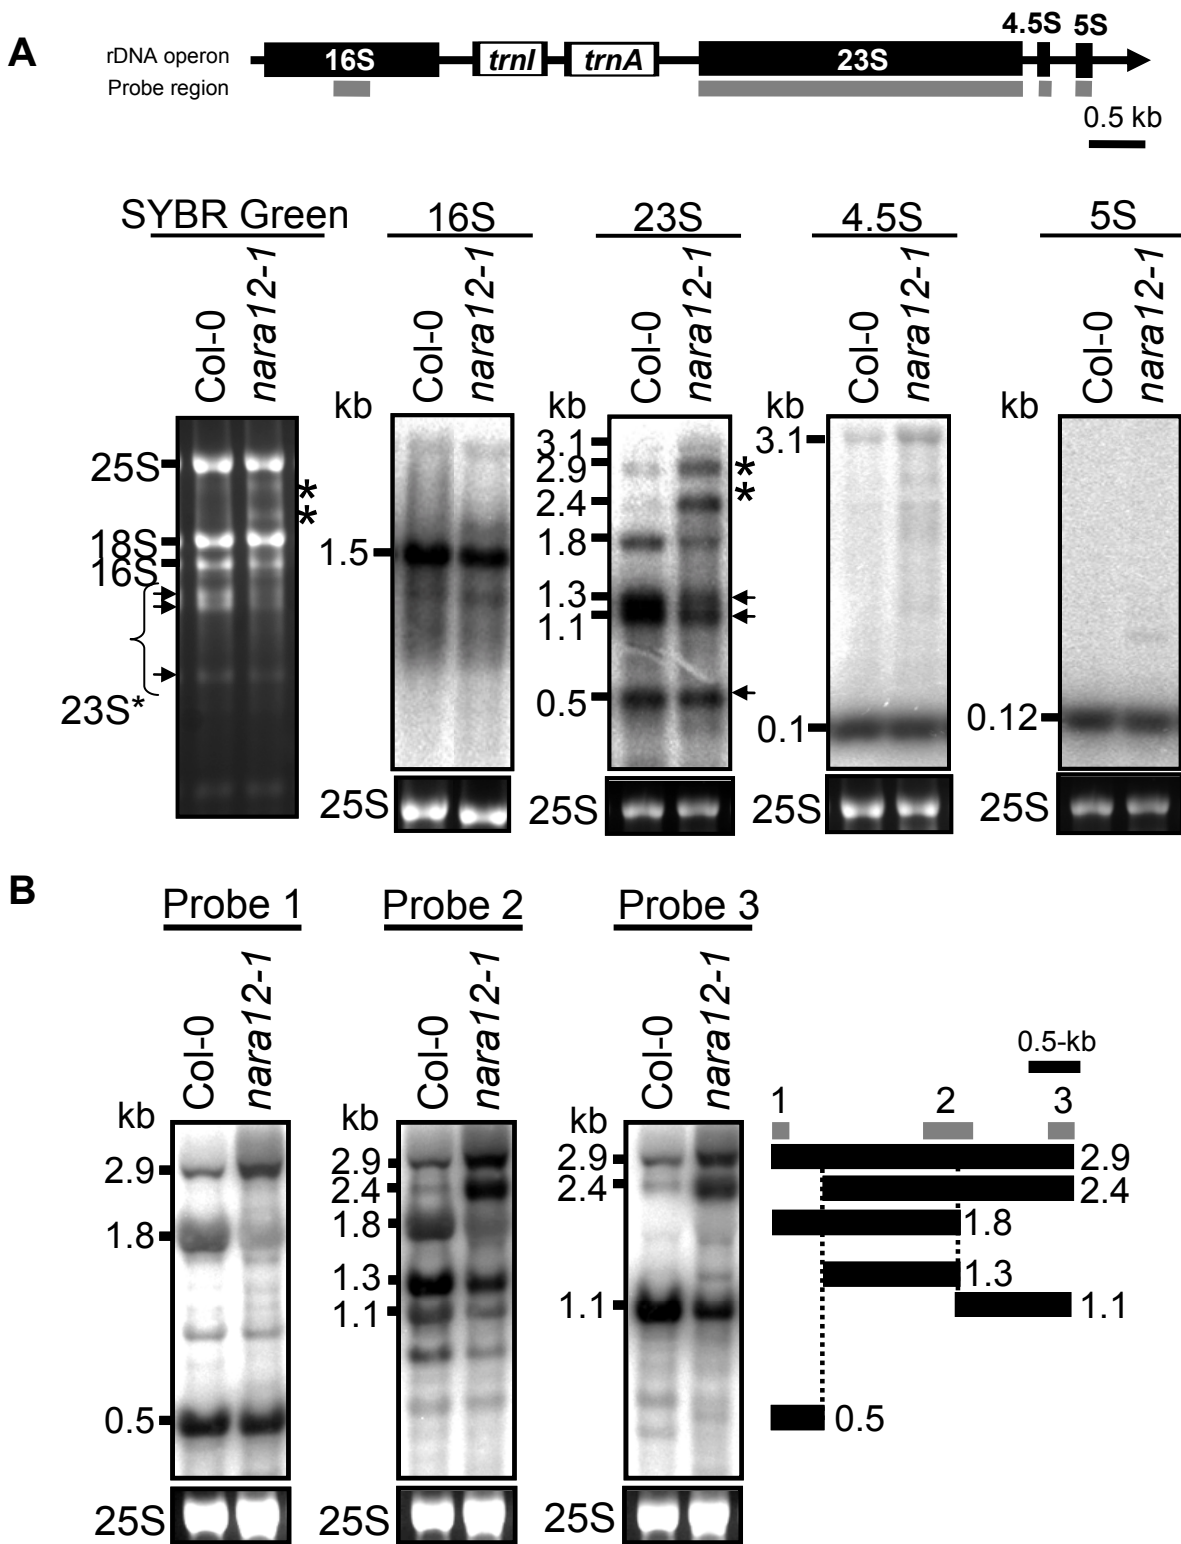 A
rDNA operon
16S
trnI
trnA
23S
4.5S
5S
Probe region
0.5 kb
SYBR Green
16S
23S
4.5S
5S
Col-0
nara12-1
Col-0
nara12-1
Col-0
nara12-1
Col-0
nara12-1
Col-0
nara12-1
25S
18S
16S
23S*
*
*
kb
1.5
25S
kb
3.1
2.9
2.4
1.8
1.3
1.1
0.5
*
*
25S
kb
3.1
0.1
25S
kb
0.12
25S
B
Probe 1
Probe 2
Probe 3
Col-0
nara12-1
Col-0
nara12-1
Col-0
nara12-1
kb
2.9
1.8
0.5
25S
kb
2.9
2.4
1.8
1.3
1.1
25S
kb
2.9
2.4
1.1
25S
0.5-kb
1 2 3
2.9
2.4
1.8
1.3
1.1
0.5